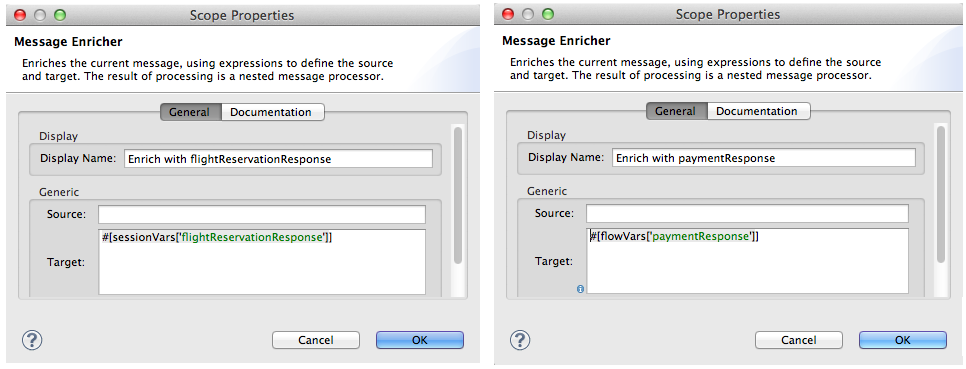 Scope Properties
Message Enricher
Enriches the current message, using expressions to define the source
and target. The result of processing is a nested message processor.
General
Documentation
Display
Display Name: Enrich with flightReservationResponse
Generic
Source:
#[sessionVars['flightReservationResponse']]
Target:
?
Cancel
OK
Scope Properties
Message Enricher
Enriches the current message, using expressions to define the source
and target. The result of processing is a nested message processor.
General
Documentation
Display
Display Name: Enrich with paymentResponse
Generic
Source:
#[flowVars['paymentResponse']]
Target:
i
?
Cancel
OK